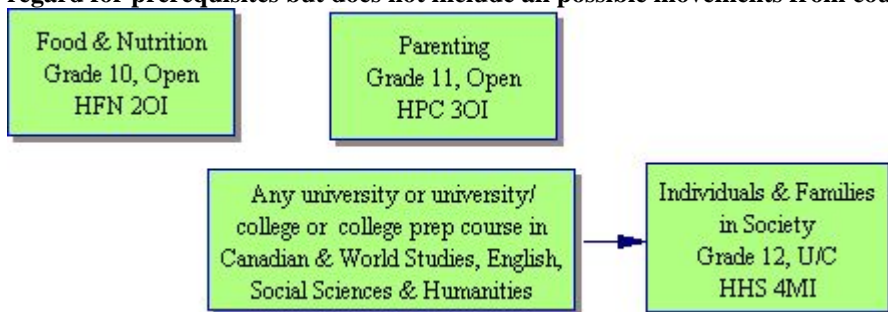 regard for prerequisites but does not include all possible movements from cou
Food & Nutrition
Grade 10, Open
HFN 2OI
Parenting
Grade 11, Open
HPC 3OI
Any university or university/
college or college prep course in
Canadian & World Studies, English,
Social Sciences & Humanities
Individuals & Families
in Society
Grade 12, U/C
HHS 4MI